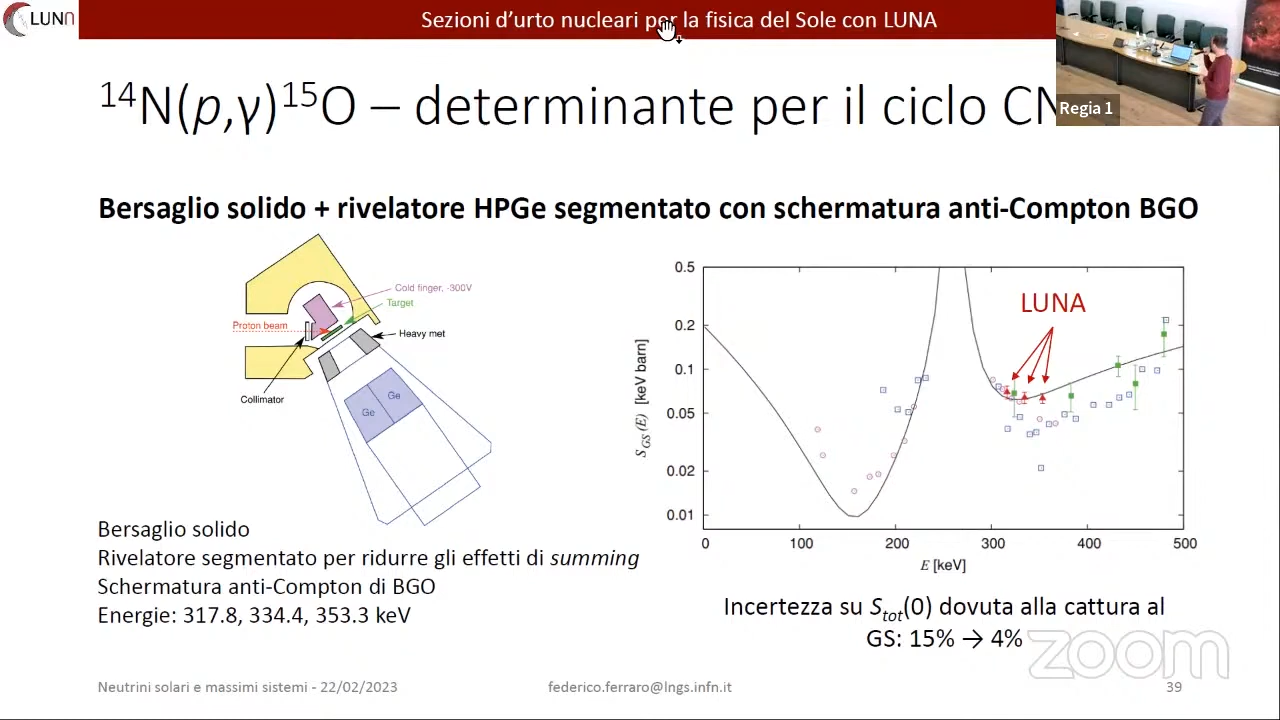 LUNA
Sezioni d'urto nucleari per la fisica del Sole con LUNA
Regia 1
¹⁴N(p,γ)¹⁵O – determinante per il ciclo CN
Bersaglio solido + rivelatore HPGe segmentato con schermatura anti-Compton BGO
Cold finger, -300V
Target
Proton beam
Heavy met
Collimator
Ge
Ge
Bersaglio solido
Rivelatore segmentato per ridurre gli effetti di summing
Schermatura anti-Compton di BGO
Energie: 317.8, 334.4, 353.3 keV
LUNA
S_GS(E) [keV barn]
0.5
0.2
0.1
0.05
0.02
0.01
0 100 200 300 400 500
E [keV]
Incertezza su S_tot(0) dovuta alla cattura al
GS: 15% → 4%
zoom
Neutrini solari e massimi sistemi - 22/02/2023
federico.ferraro@lngs.infn.it
39